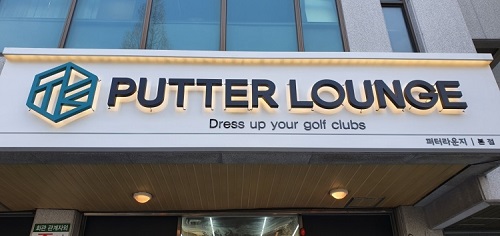 PUTTER LOUNGE
Dress up your golf clubs
퍼터라운지 | 본점